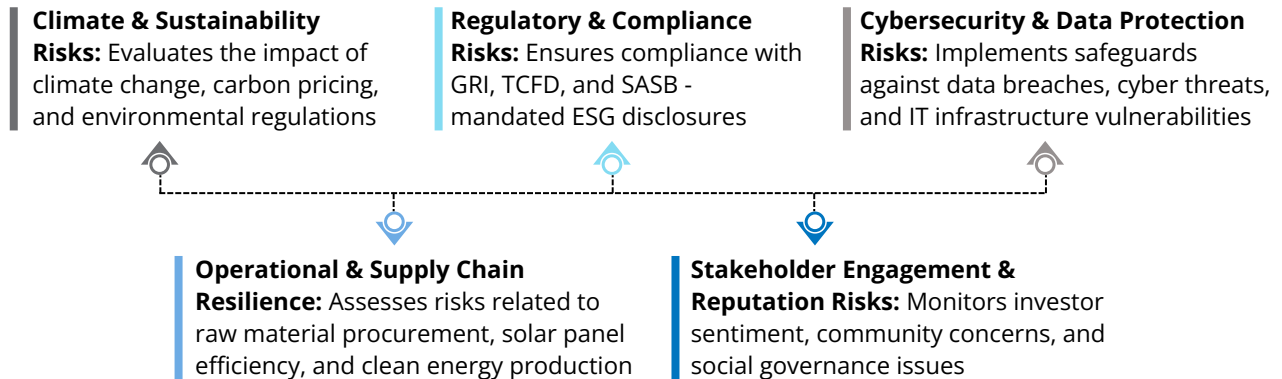 Climate & Sustainability
Risks: Evaluates the impact of
climate change, carbon pricing,
and environmental regulations
Regulatory & Compliance
Risks: Ensures compliance with
GRI, TCFD, and SASB -
mandated ESG disclosures
Cybersecurity & Data Protection
Risks: Implements safeguards
against data breaches, cyber threats,
and IT infrastructure vulnerabilities
Operational & Supply Chain
Resilience: Assesses risks related to
raw material procurement, solar panel
efficiency, and clean energy production
Stakeholder Engagement &
Reputation Risks: Monitors investor
sentiment, community concerns, and
social governance issues